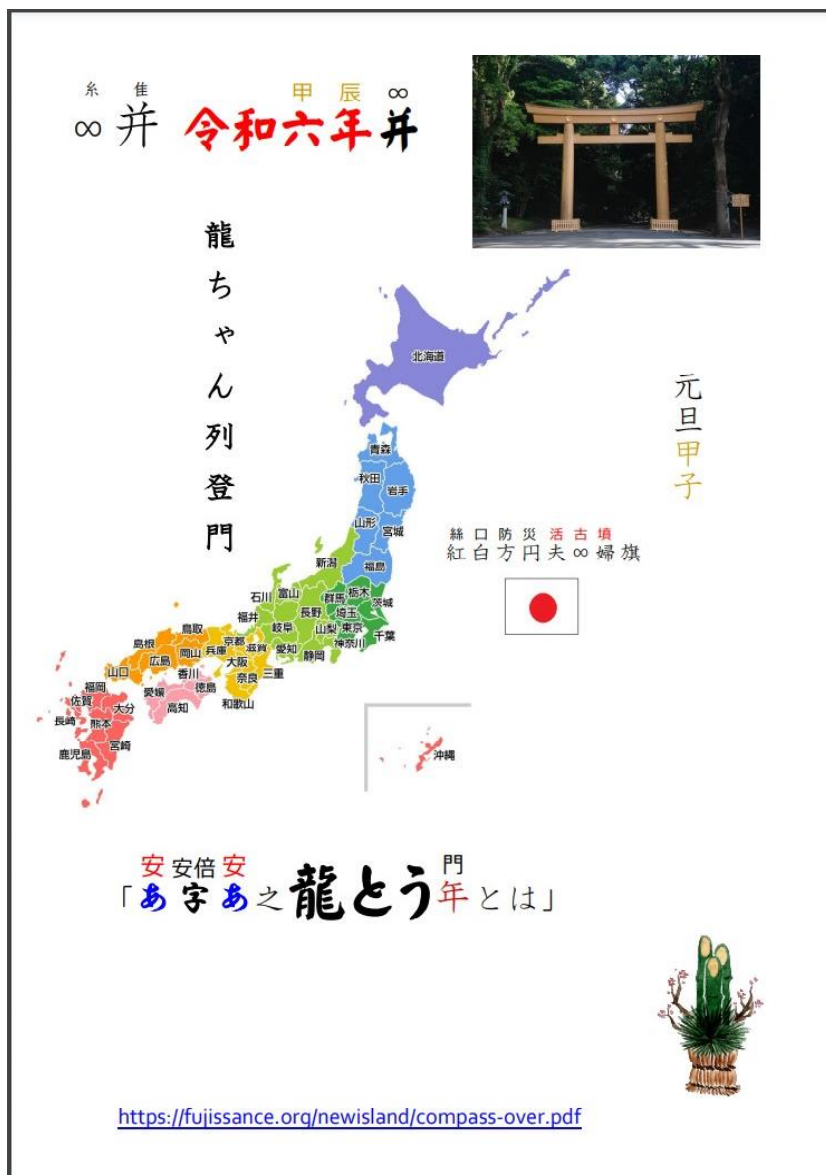 糸 隹 甲 辰 ∞
∞ 并 令和六年并
龍ちゃん列登門
元旦甲子
北海道
青森
秋田
岩手
山形
宮城
福島
新潟
石川
富山
群馬
栃木
茨城
福井
長野
埼玉
岐阜
山梨
東京
千葉
神奈川
愛知
静岡
鳥取
京都
滋賀
島根
岡山
兵庫
広島
大阪
三重
山口
香川
奈良
福岡
愛媛
徳島
和歌山
佐賀
大分
高知
長崎
熊本
宮崎
鹿児島
沖縄
絲口防災活古墳
紅白方円夫∞婦旗
安 安倍 安 門
「あ字あ之龍とう年とは」
https://fujissance.org/newisland/compass-over.pdf